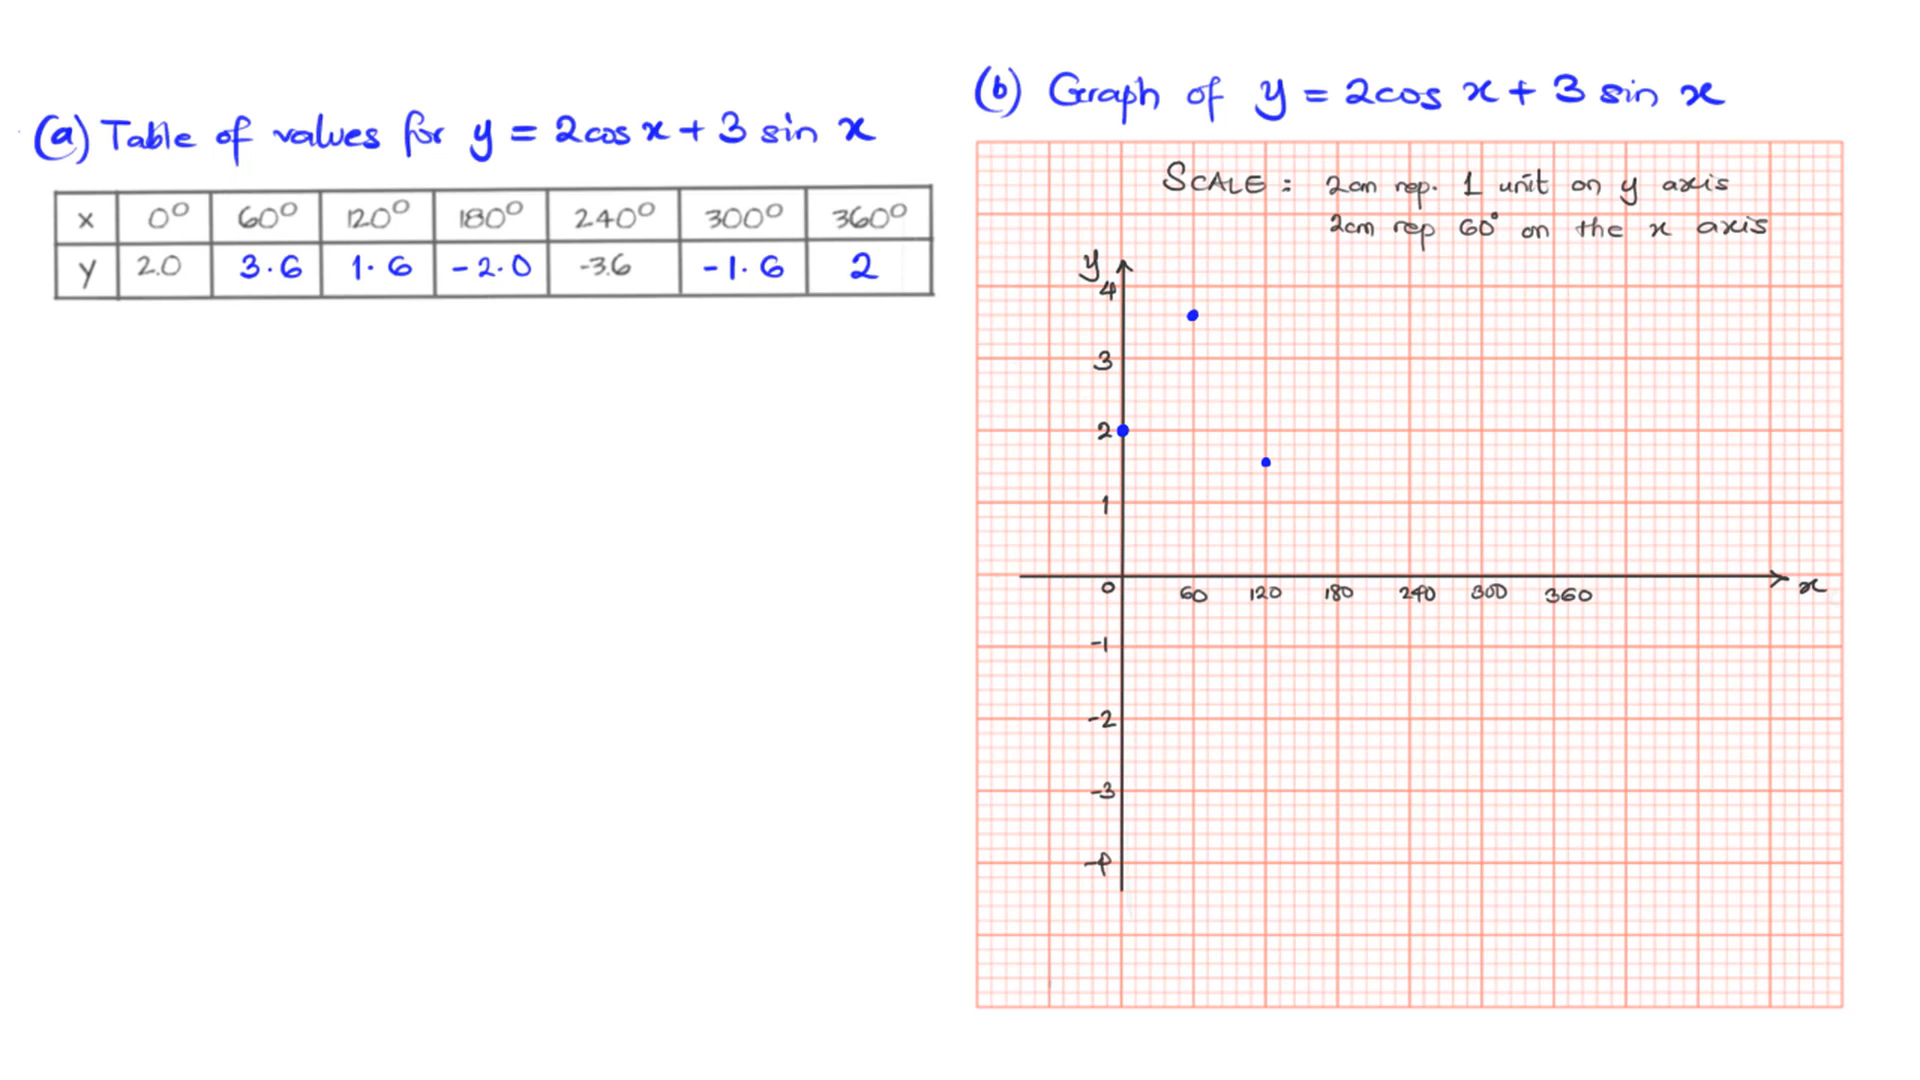 (a) Table of values for y = 2cos x + 3 sin x
x 0° 60° 120° 180° 240° 300° 360°
y 2.0 3.6 1.6 -2.0 -3.6 -1.6 2
(b) Graph of y = 2cos x + 3 sin x
SCALE : 2cm rep. 1 unit on y axis
2cm rep 60° on the x axis
y
4
3
2
1
0 60 120 180 240 300 360 x
-1
-2
-3
-4